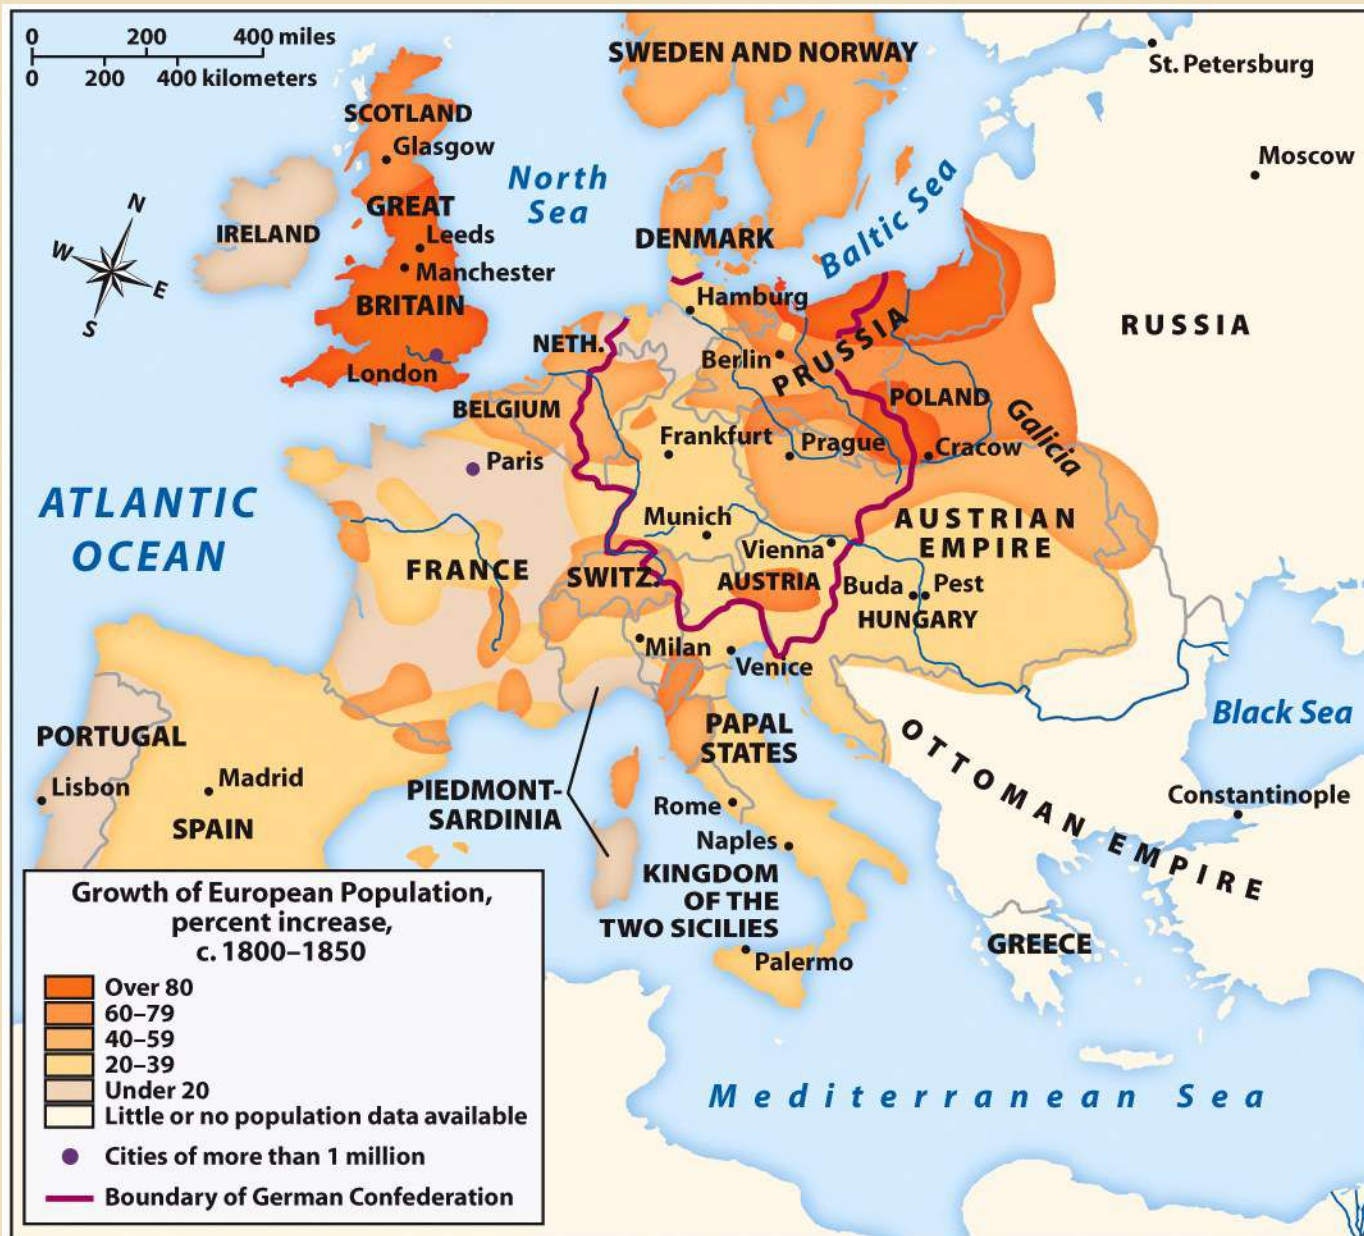 0 200 400 miles
0 200 400 kilometers
SWEDEN AND NORWAY
St. Petersburg
Moscow
SCOTLAND
Glasgow
North
Sea
Baltic Sea
N
W
E
S
IRELAND
GREAT
BRITAIN
Leeds
Manchester
London
DENMARK
Hamburg
RUSSIA
NETH.
Berlin
PRUSSIA
BELGIUM
POLAND
Galicia
Frankfurt
Prague
Cracow
Paris
ATLANTIC
OCEAN
Munich
AUSTRIAN
EMPIRE
Vienna
FRANCE
SWITZ.
AUSTRIA
Buda
Pest
HUNGARY
Milan
Venice
Black Sea
PORTUGAL
Lisbon
Madrid
SPAIN
PAPAL
STATES
OTTOMAN EMPIRE
PIEDMONT-
SARDINIA
Rome
Constantinople
Naples
KINGDOM
OF THE
TWO SICILIES
GREECE
Palermo
Mediterranean Sea
Growth of European Population,
percent increase,
c. 1800–1850
Over 80
60–79
40–59
20–39
Under 20
Little or no population data available
Cities of more than 1 million
Boundary of German Confederation